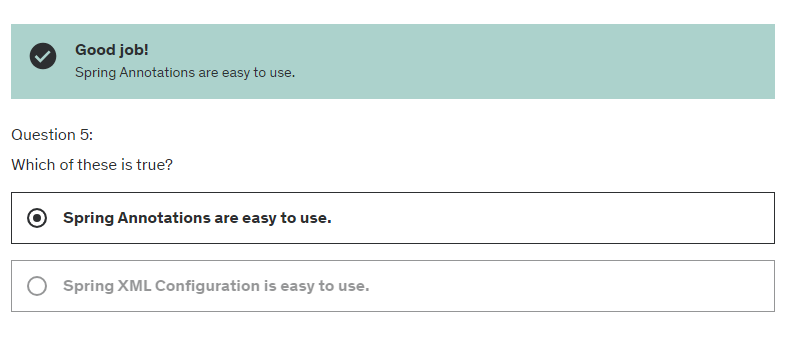 Good job!
Spring Annotations are easy to use.
Question 5:
Which of these is true?
Spring Annotations are easy to use.
Spring XML Configuration is easy to use.